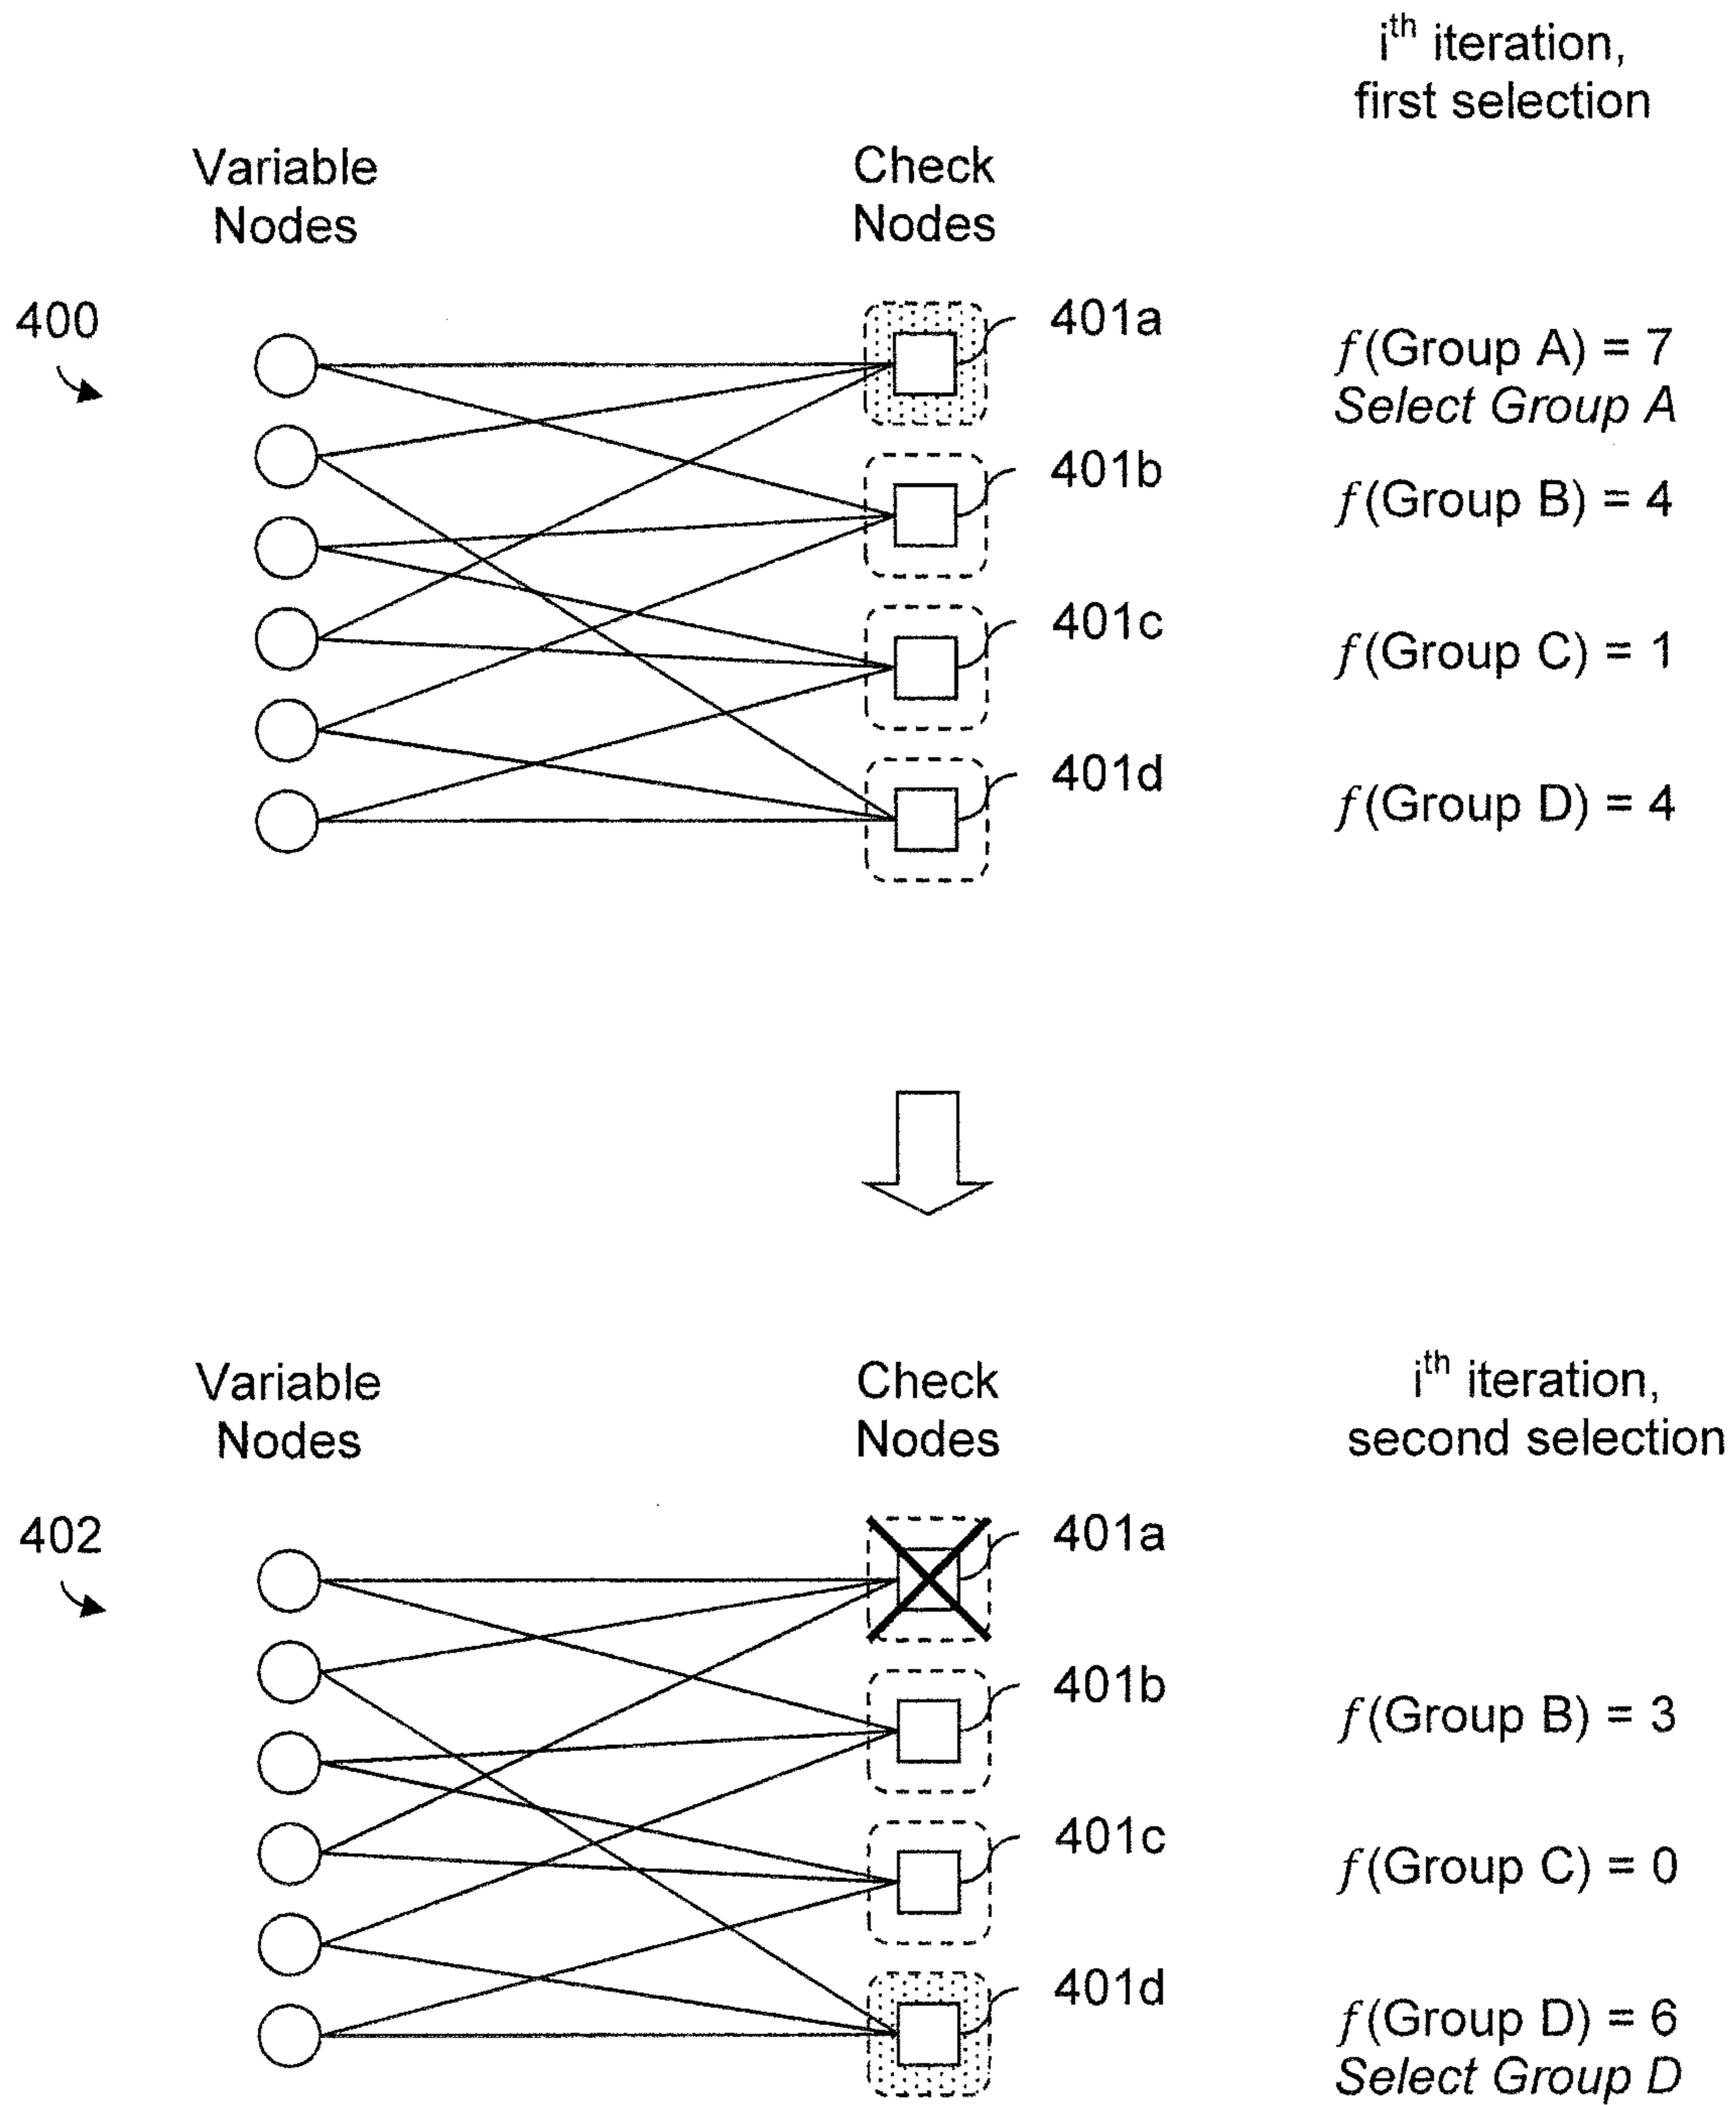 iᵗʰ iteration,
first selection
Variable
Nodes
Check
Nodes
400
401a
f(Group A) = 7
Select Group A
401b
f(Group B) = 4
401c
f(Group C) = 1
401d
f(Group D) = 4
Variable
Nodes
Check
Nodes
iᵗʰ iteration,
second selection
402
401a
401b
f(Group B) = 3
401c
f(Group C) = 0
401d
f(Group D) = 6
Select Group D